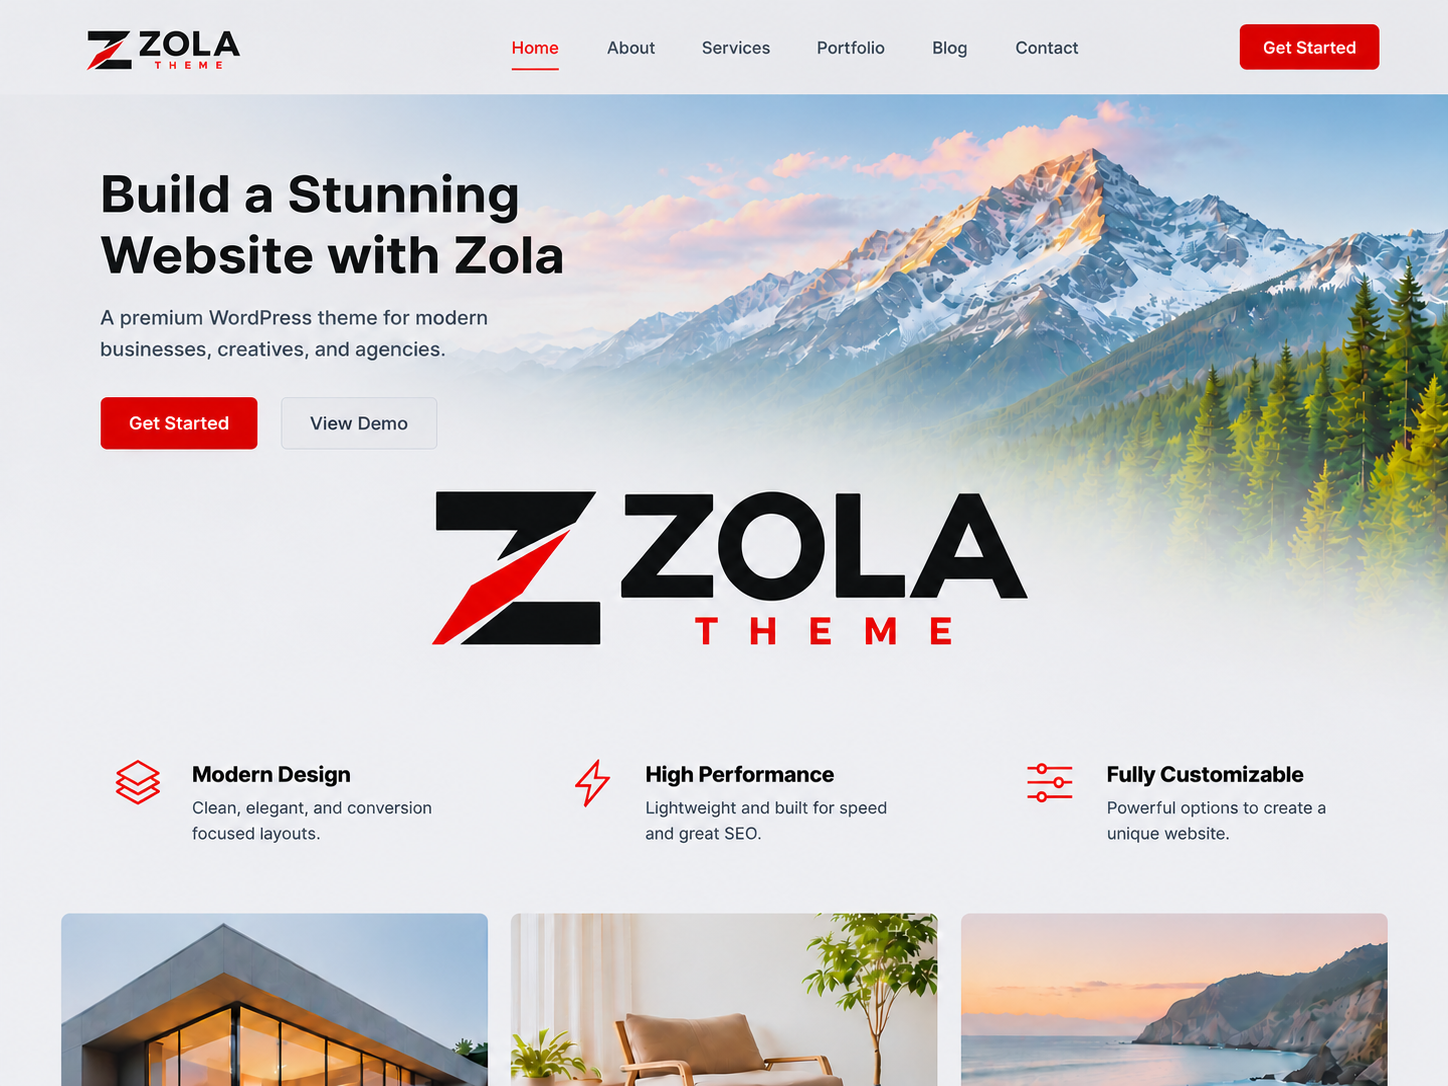 ZOLA
THEME
Home
About
Services
Portfolio
Blog
Contact
Get Started
Build a Stunning
Website with Zola
A premium WordPress theme for modern
businesses, creatives, and agencies.
Get Started
View Demo
ZOLA
THEME
Modern Design
Clean, elegant, and conversion
focused layouts.
High Performance
Lightweight and built for speed
and great SEO.
Fully Customizable
Powerful options to create a
unique website.